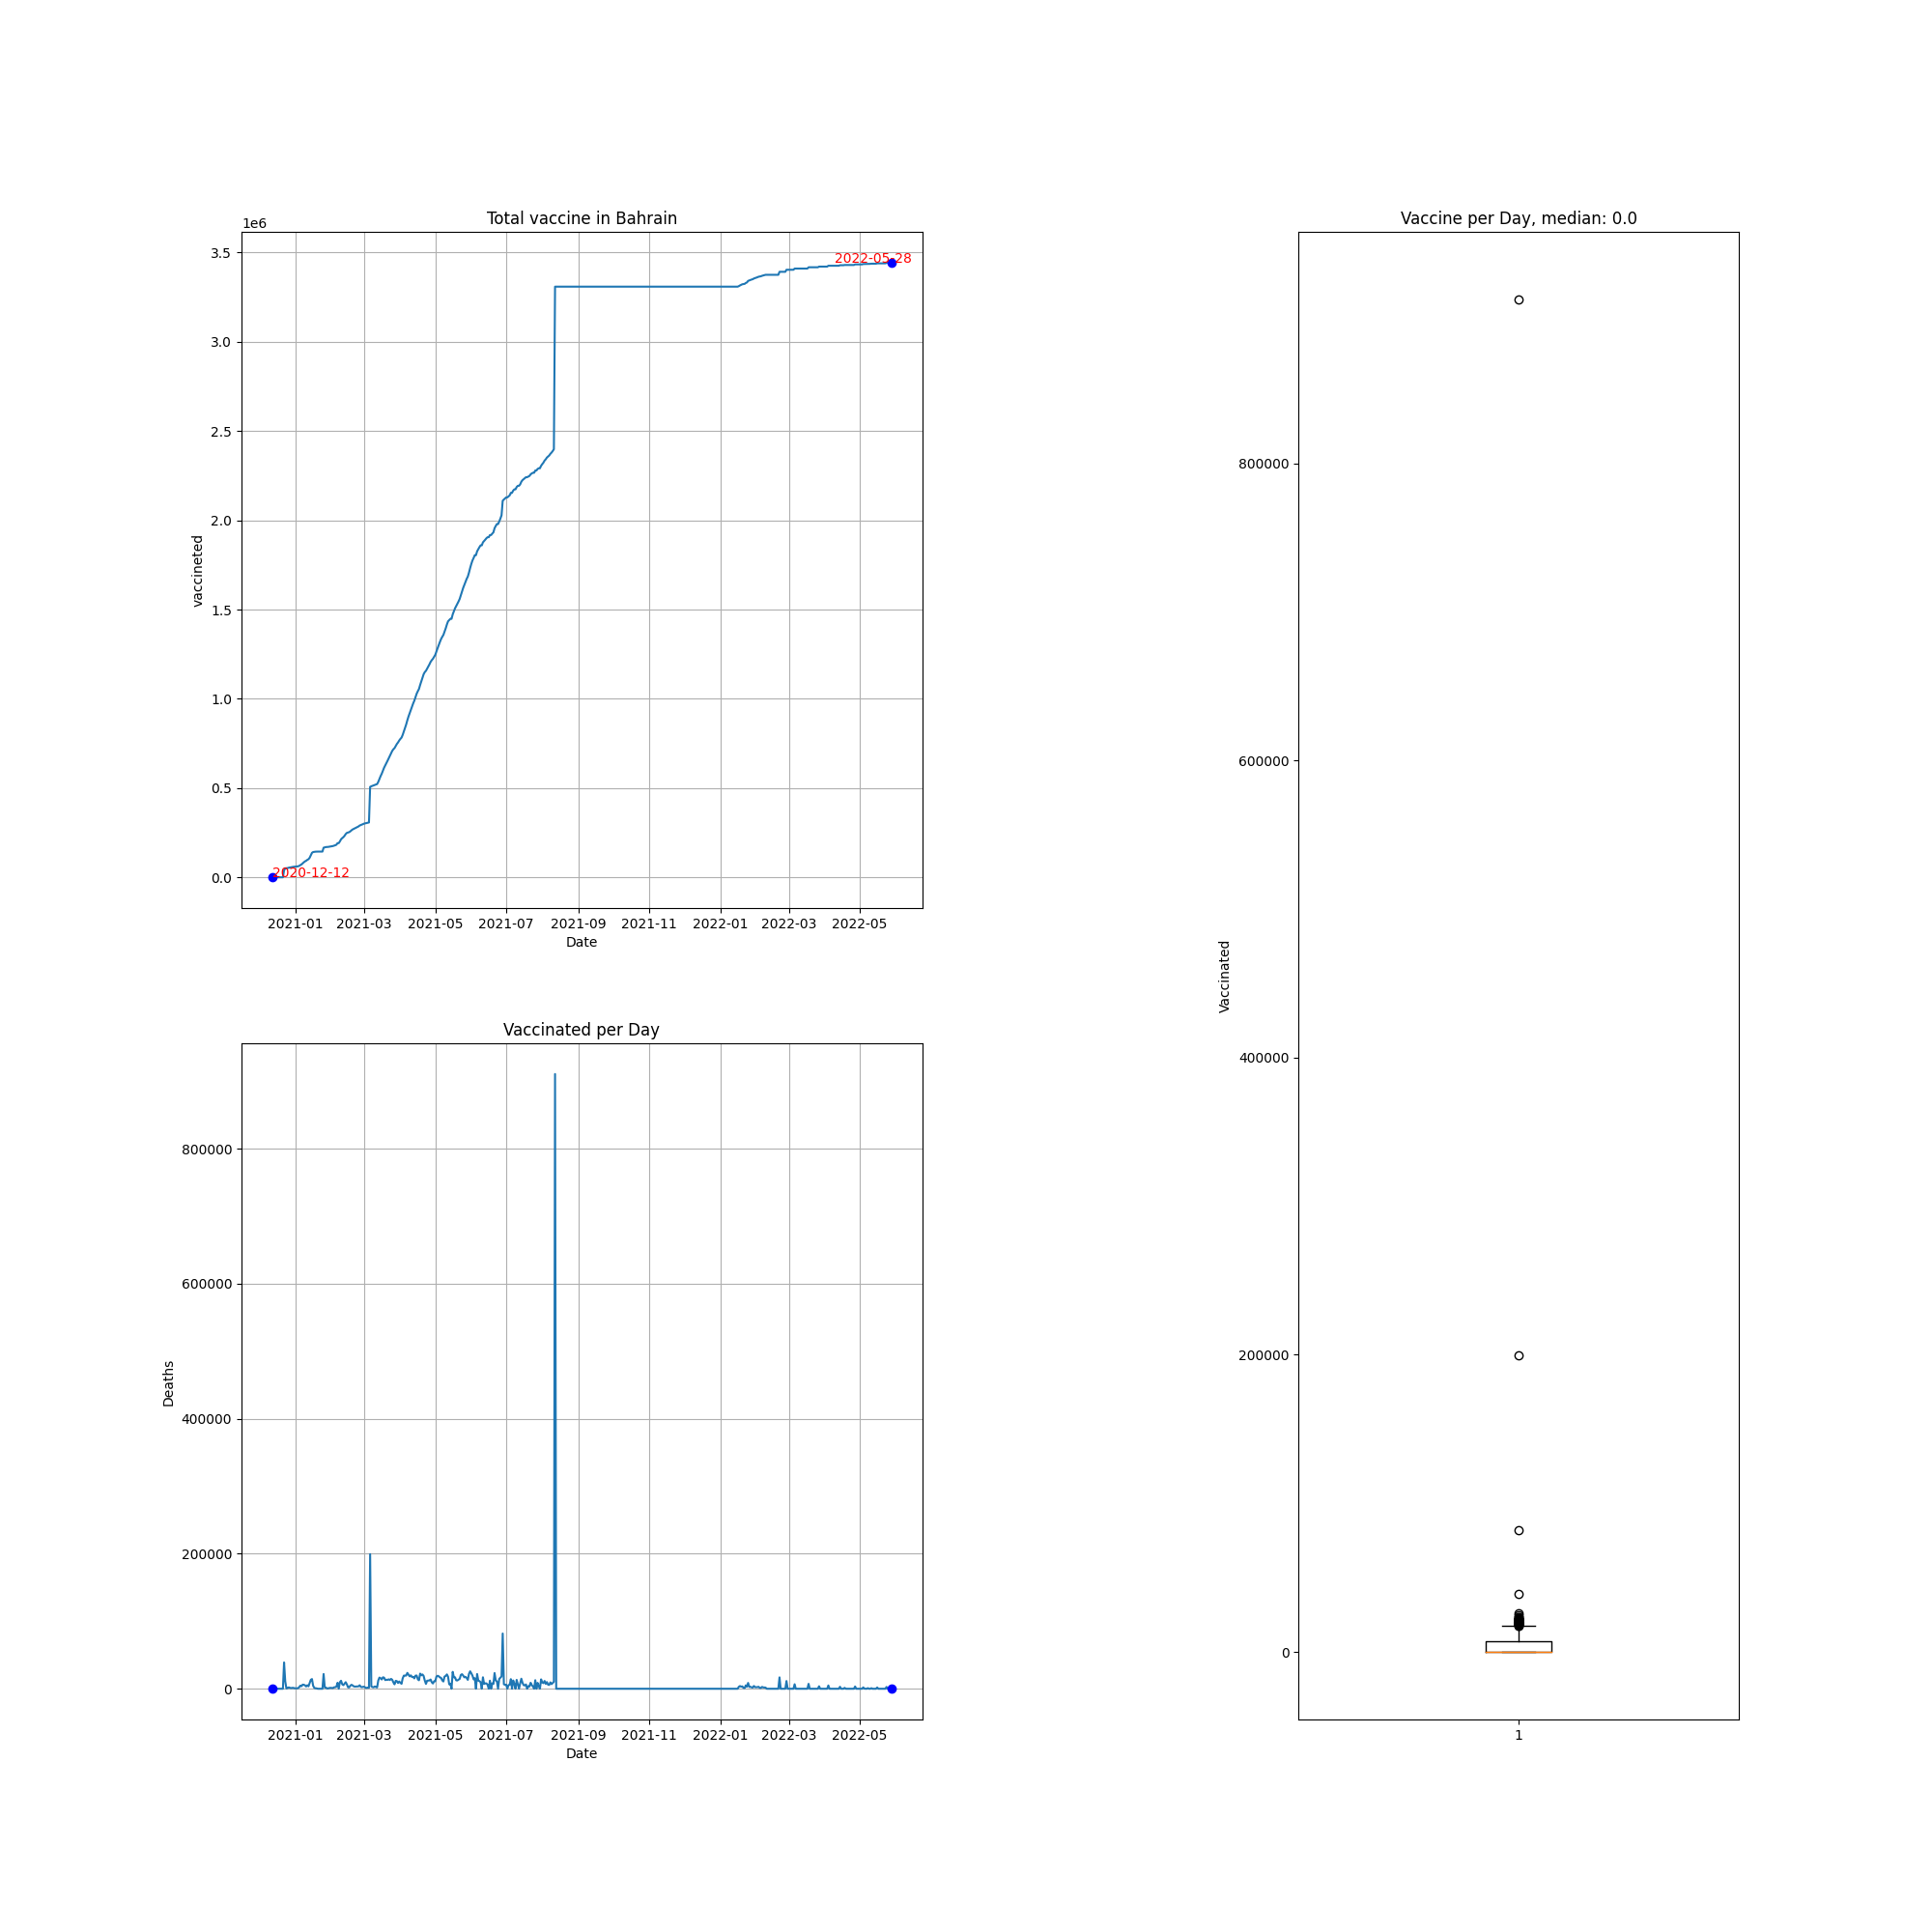 Total vaccine in Bahrain
1e6
3.5
3.0
2.5
2.0
1.5
1.0
0.5
0.0
vaccineted
2022-05-28
2020-12-12
2021-01 2021-03 2021-05 2021-07 2021-09 2021-11 2022-01 2022-03 2022-05
Date
Vaccinated per Day
800000
600000
400000
200000
0
Deaths
2021-01 2021-03 2021-05 2021-07 2021-09 2021-11 2022-01 2022-03 2022-05
Date
Vaccine per Day, median: 0.0
800000
600000
400000
200000
0
Vaccinated
1